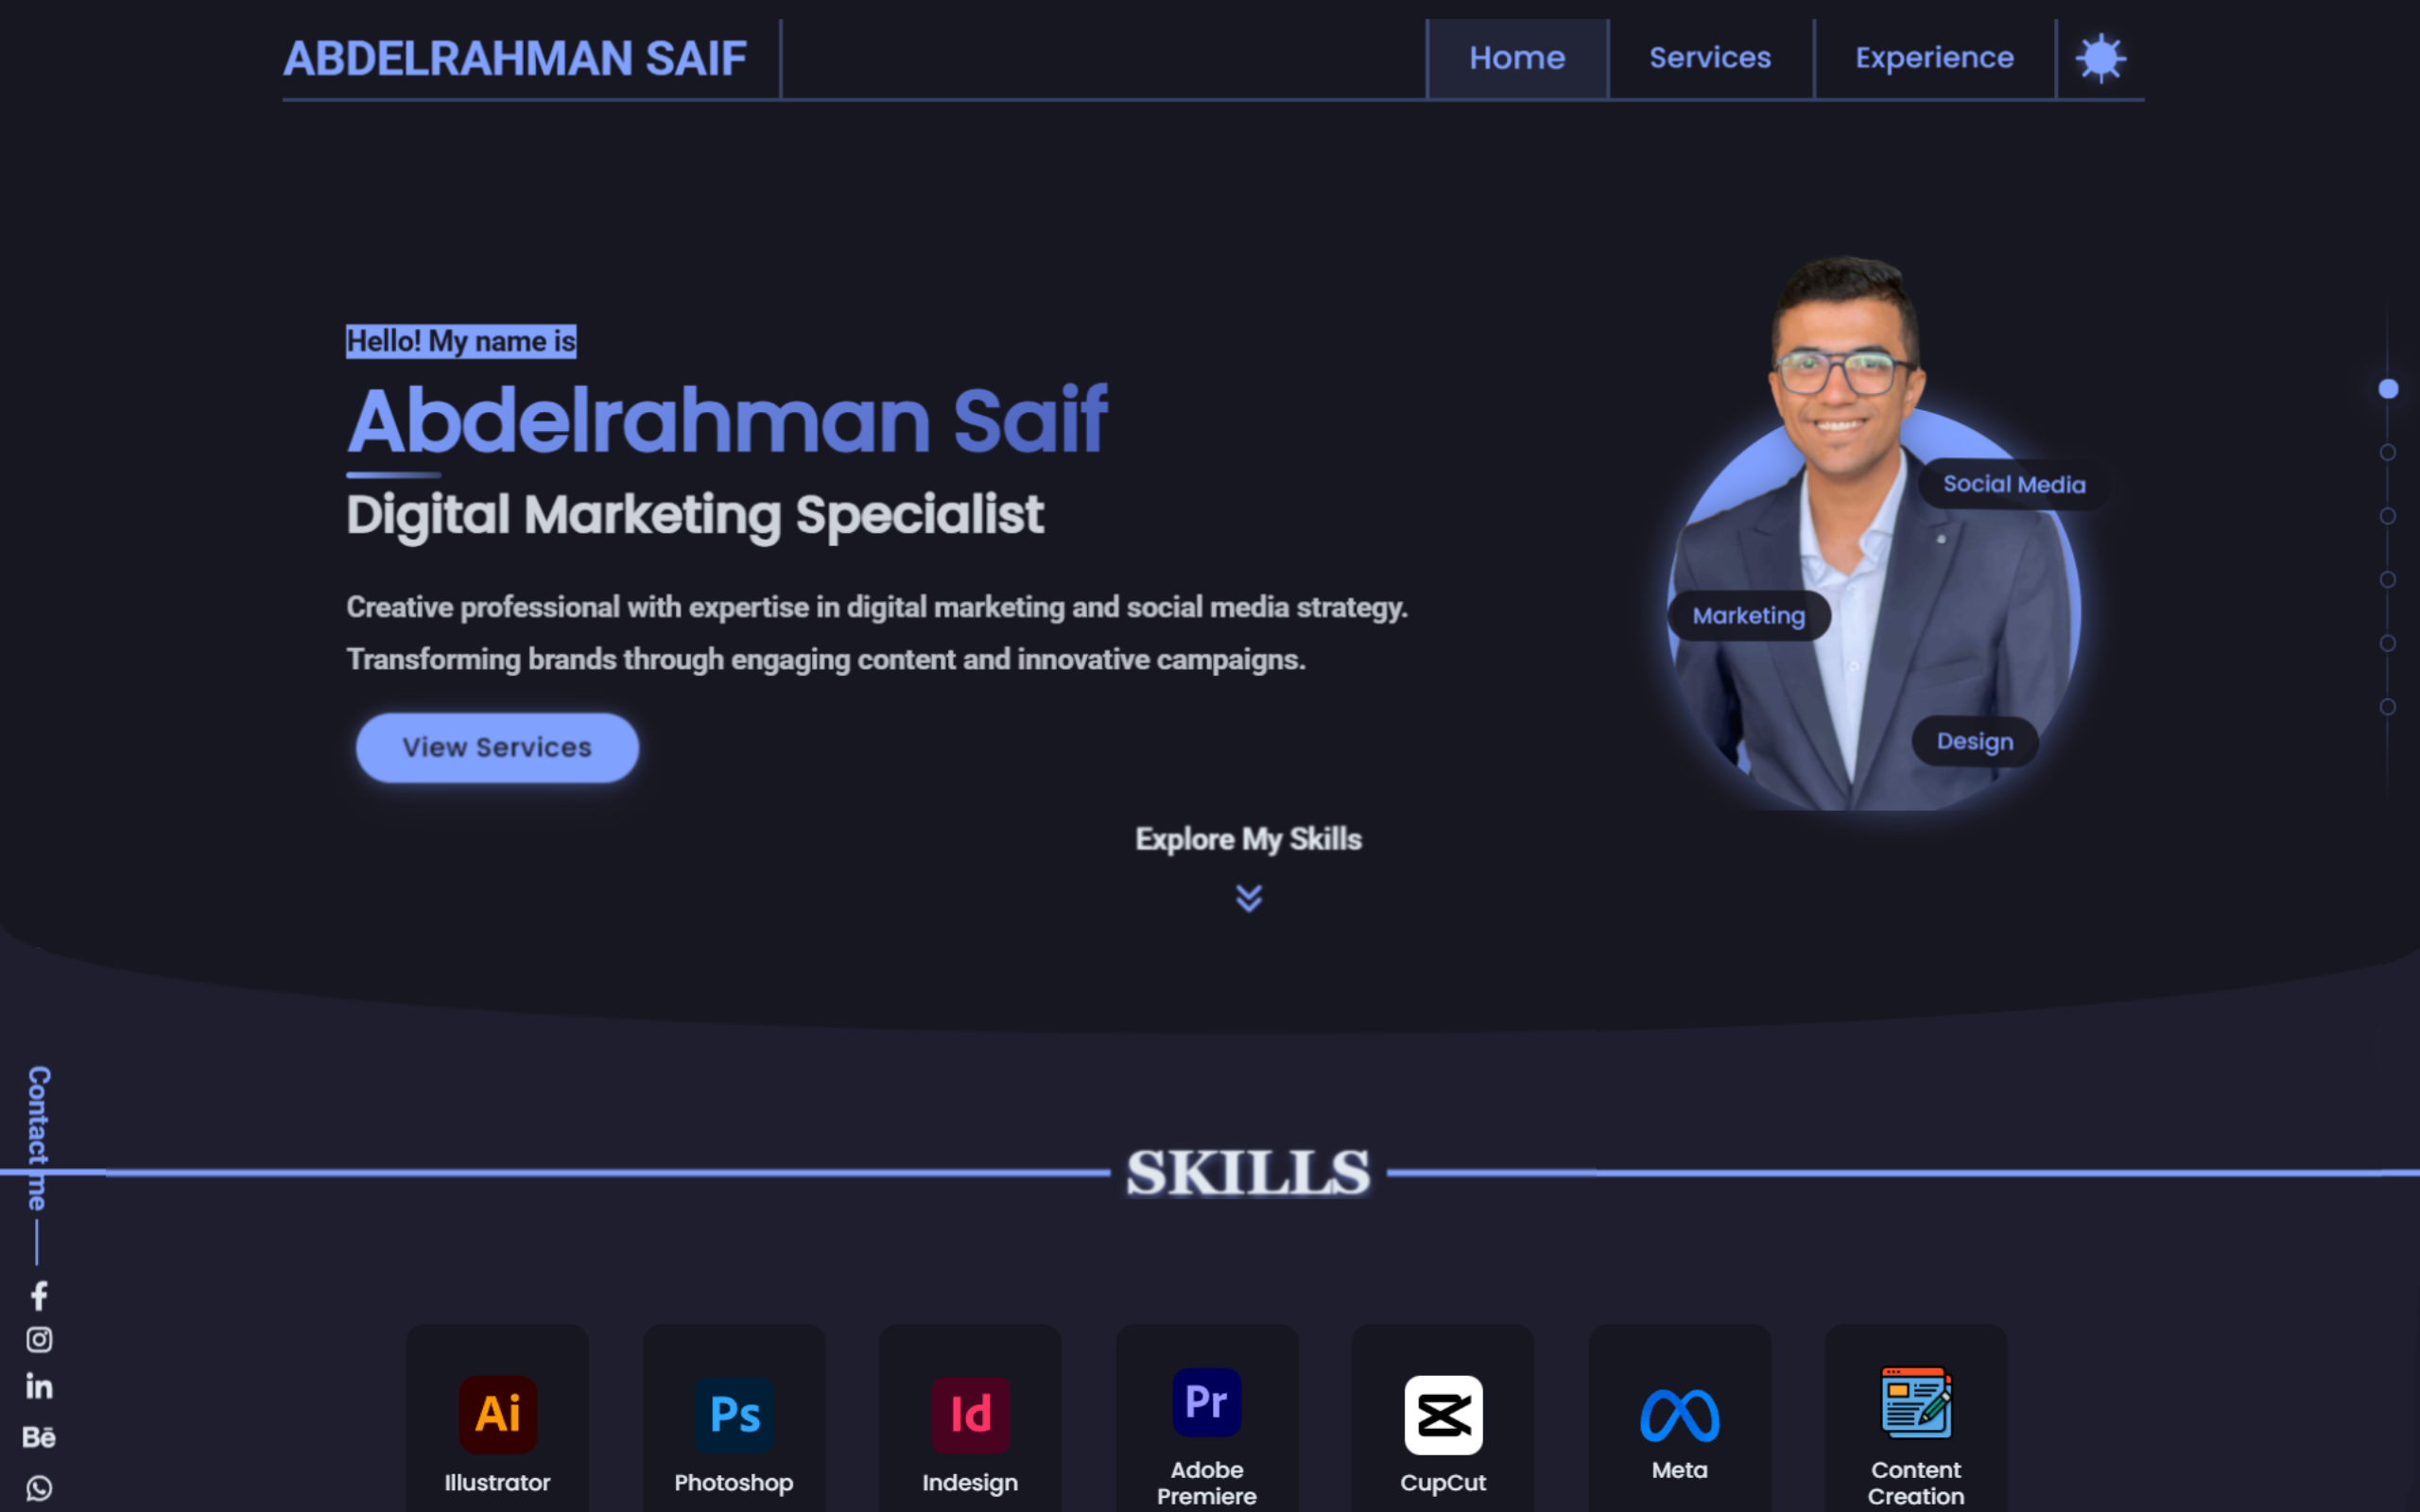 ABDELRAHMAN SAIF
Home
Services
Experience
Hello! My name is
Abdelrahman Saif
Digital Marketing Specialist
Creative professional with expertise in digital marketing and social media strategy.
Transforming brands through engaging content and innovative campaigns.
View Services
Social Media
Marketing
Design
Explore My Skills
Contact me
SKILLS
Ai
Illustrator
Ps
Photoshop
Id
Indesign
Pr
Adobe
Premiere
CupCut
Meta
Content
Creation
f
in
Bē